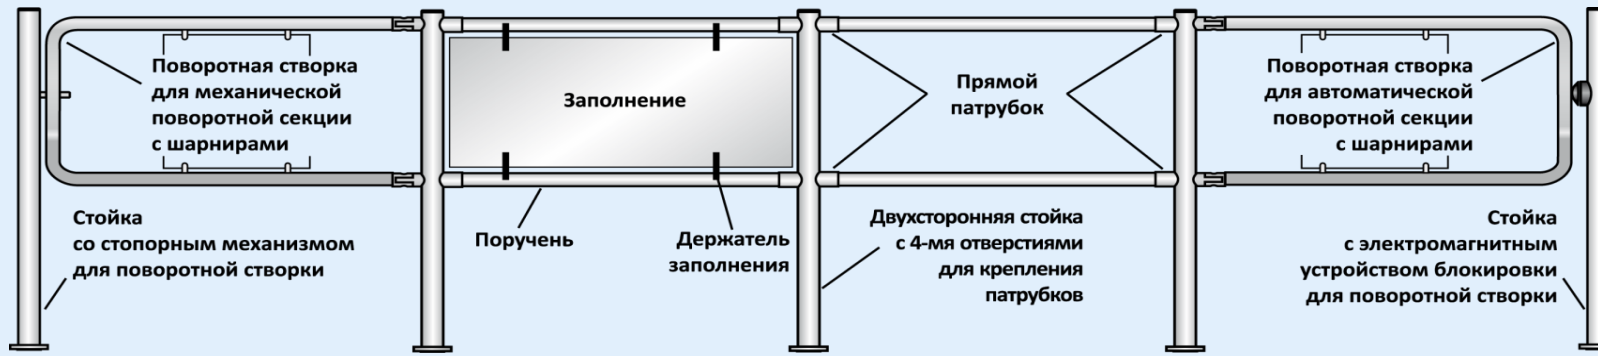 Поворотная створка
для механической
поворотной секции
с шарнирами
Заполнение
Прямой
патрубок
Поворотная створка
для автоматической
поворотной секции
с шарнирами
Стойка
со стопорным механизмом
для поворотной створки
Поручень
Держатель
заполнения
Двухсторонняя стойка
с 4-мя отверстиями
для крепления
патрубков
Стойка
с электромагнитным
устройством блокировки
для поворотной створки